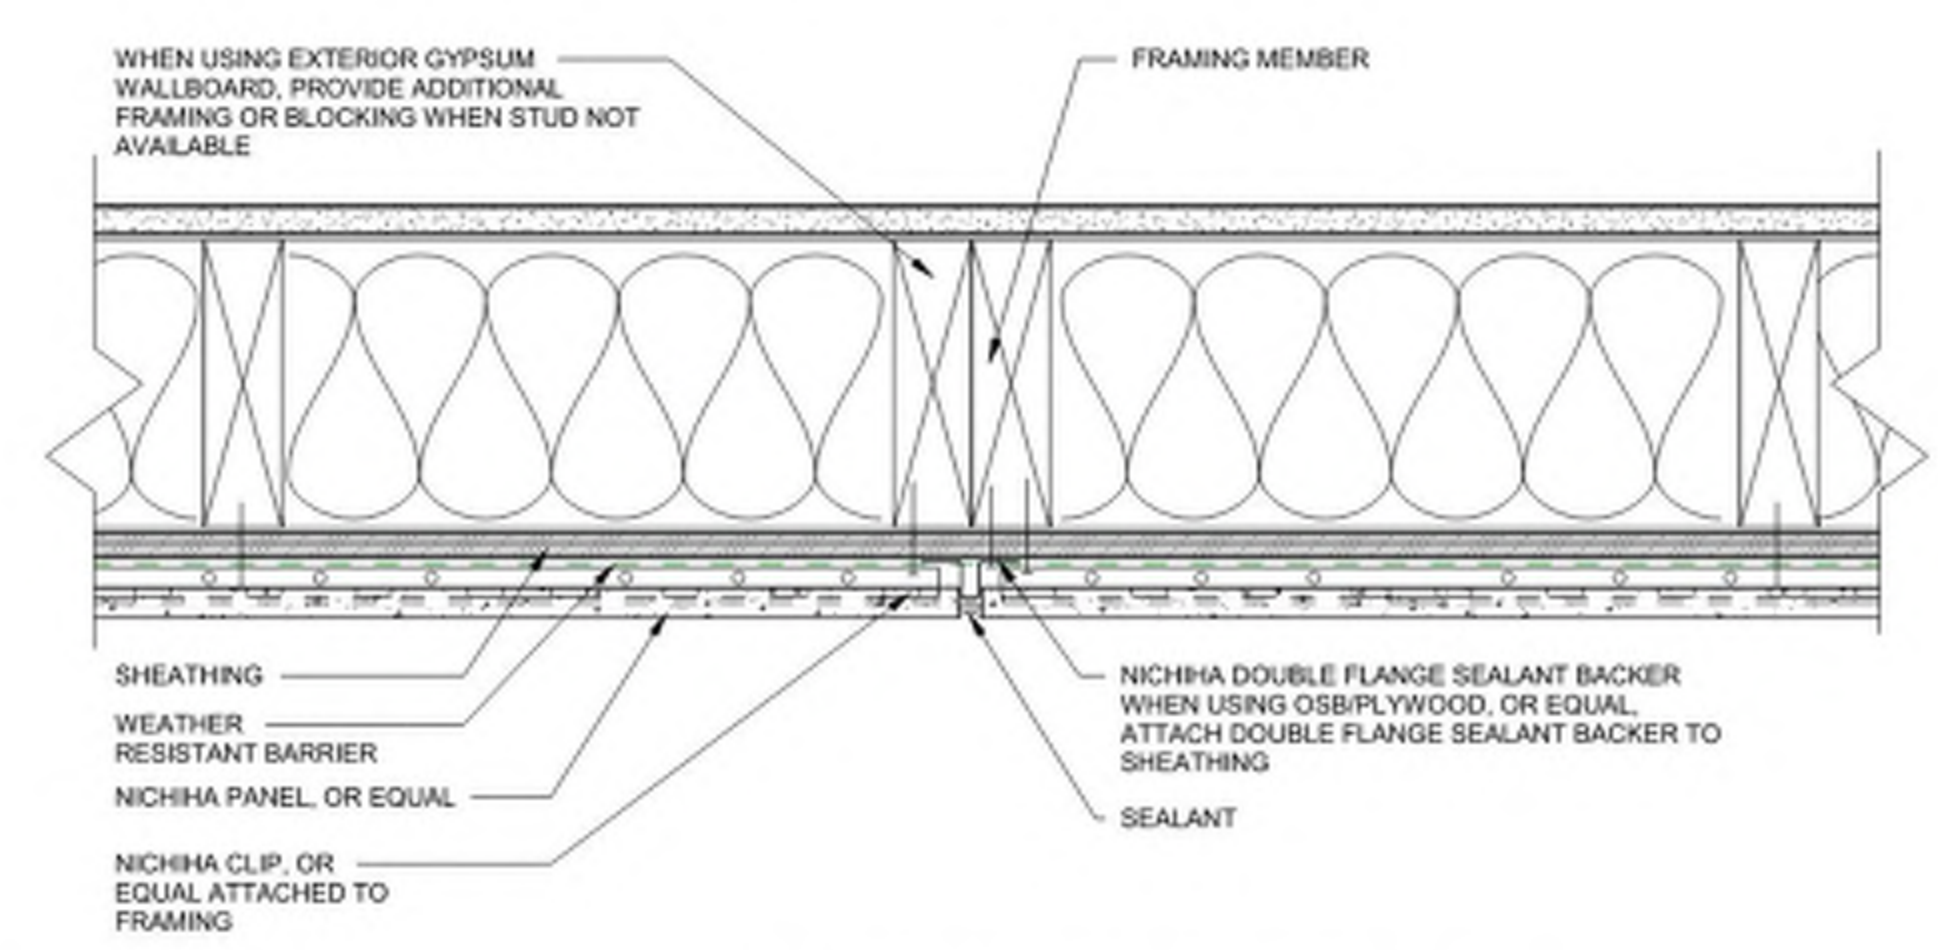 WHEN USING EXTERIOR GYPSUM
WALLBOARD, PROVIDE ADDITIONAL
FRAMING OR BLOCKING WHEN STUD NOT
AVAILABLE
FRAMING MEMBER
SHEATHING
WEATHER
RESISTANT BARRIER
NICHIHA PANEL, OR EQUAL
NICHIHA CLIP, OR
EQUAL ATTACHED TO
FRAMING
NICHIHA DOUBLE FLANGE SEALANT BACKER
WHEN USING OSB/PLYWOOD, OR EQUAL,
ATTACH DOUBLE FLANGE SEALANT BACKER TO
SHEATHING
SEALANT